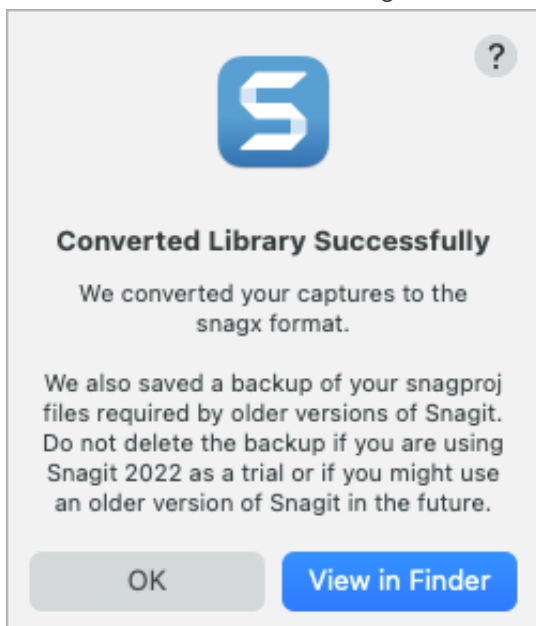 ?
S
Converted Library Successfully
We converted your captures to the
snagx format.
We also saved a backup of your snagproj
files required by older versions of Snagit.
Do not delete the backup if you are using
Snagit 2022 as a trial or if you might use
an older version of Snagit in the future.
OK
View in Finder